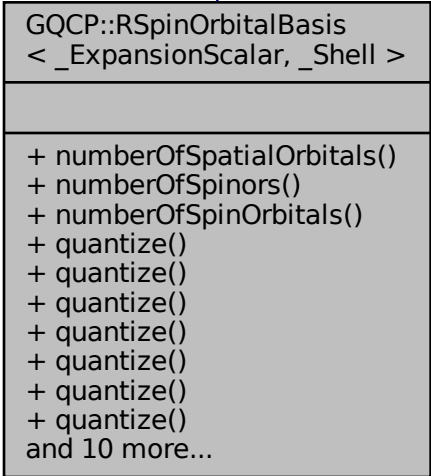 GQCP::RSpinOrbitalBasis
< _ExpansionScalar, _Shell >
+ numberOfSpatialOrbitals()
+ numberOfSpinors()
+ numberOfSpinOrbitals()
+ quantize()
+ quantize()
+ quantize()
+ quantize()
+ quantize()
+ quantize()
+ quantize()
and 10 more...